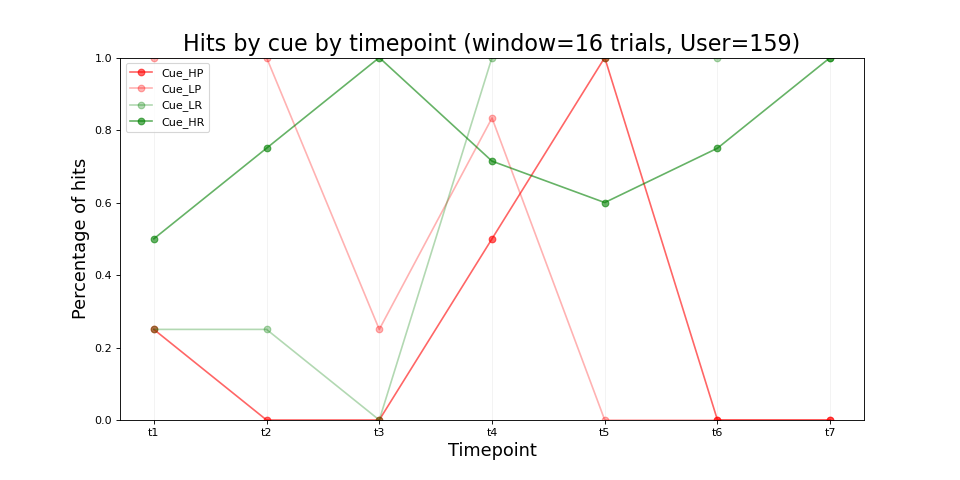 Hits by cue by timepoint (window=16 trials, User=159)
Percentage of hits
1.0
0.8
0.6
0.4
0.2
0.0
Cue_HP
Cue_LP
Cue_LR
Cue_HR
t1 t2 t3 t4 t5 t6 t7
Timepoint